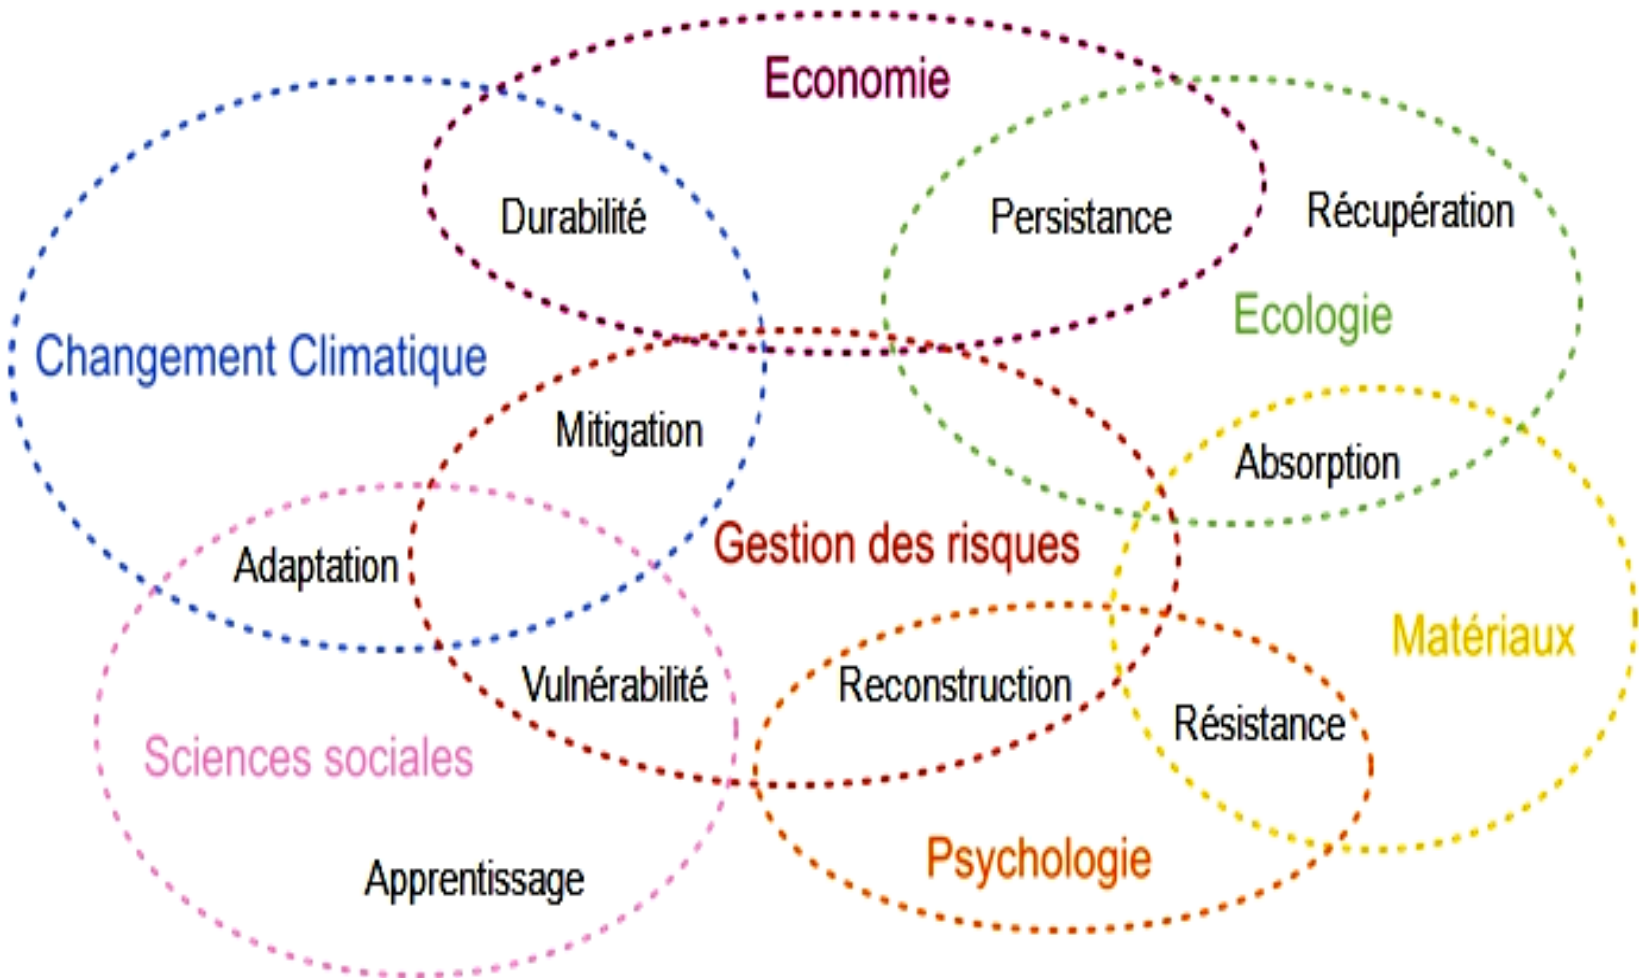 Economie
Durabilité
Persistance
Récupération
Ecologie
Changement Climatique
Mitigation
Absorption
Gestion des risques
Adaptation
Matériaux
Vulnérabilité
Reconstruction
Résistance
Sciences sociales
Psychologie
Apprentissage